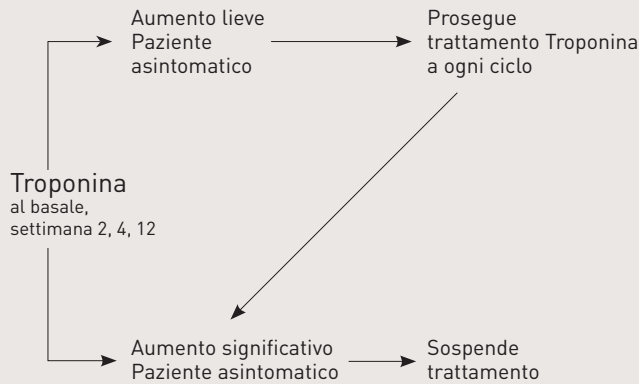 Aumento lieve
Paziente
asintomatico
Prosegue
trattamento Troponina
a ogni ciclo
Troponina
al basale,
settimana 2, 4, 12
Aumento significativo
Paziente asintomatico
Sospende
trattamento